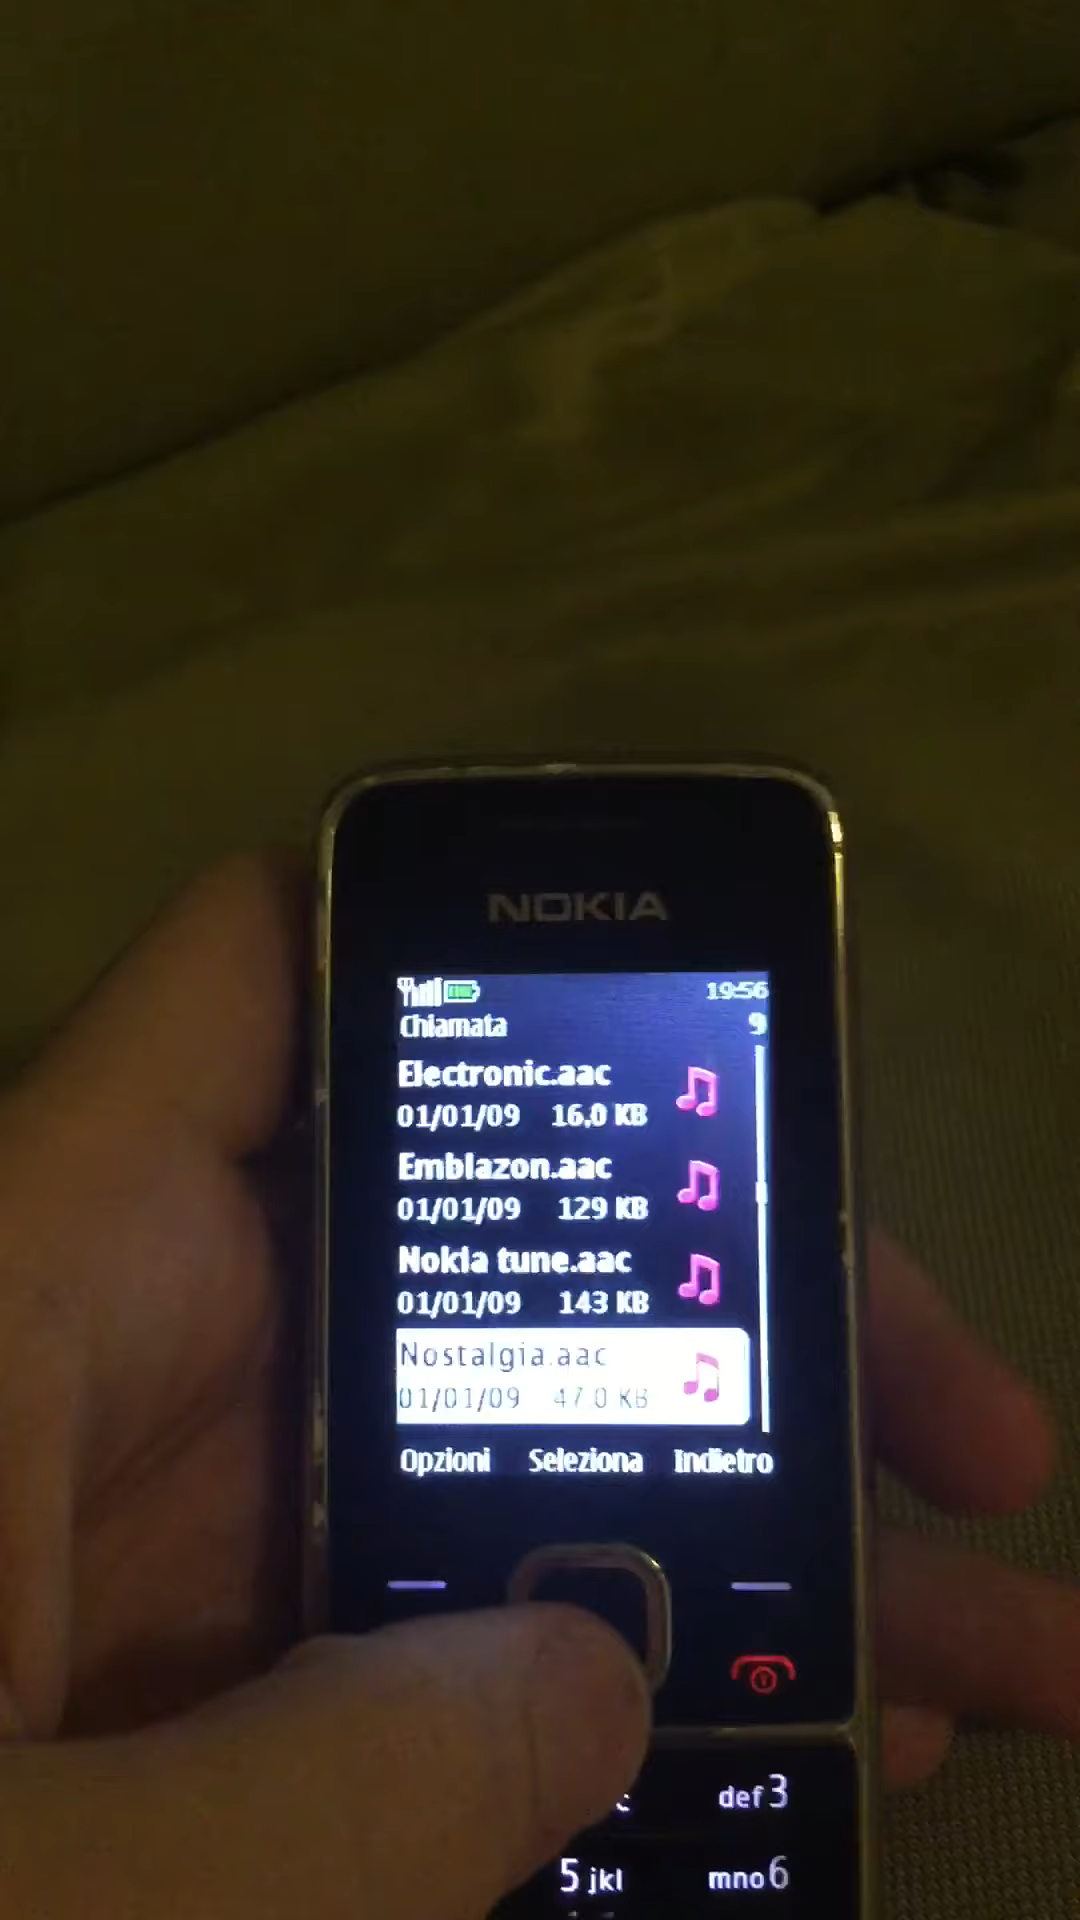 NOKIA
19:56
Chiamata 9
Electronic.aac
01/01/09 16,0 KB
Emblazon.aac
01/01/09 129 KB
Nokia tune.aac
01/01/09 143 KB
Nostalgia.aac
01/01/09 47,0 KB
Opzioni Seleziona Indietro
def 3
5 jkl mno 6